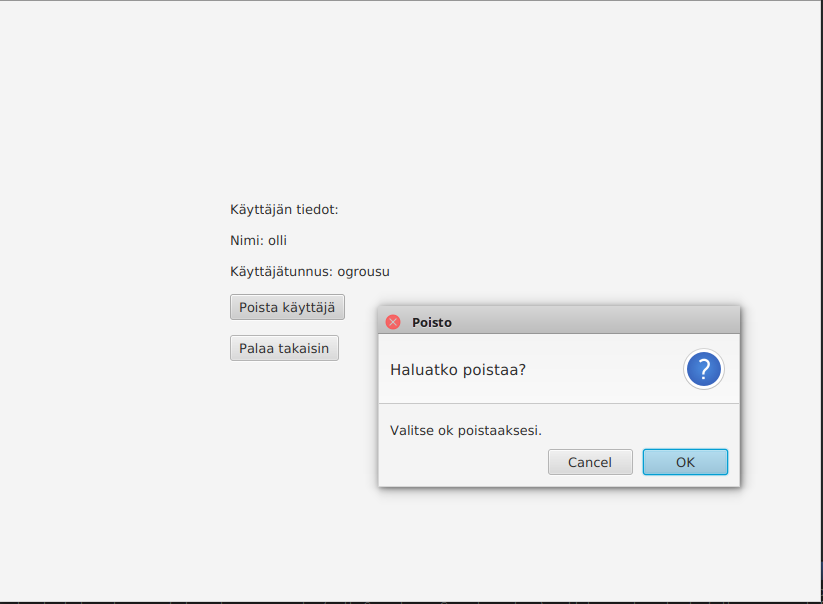 Käyttäjän tiedot:
Nimi: olli
Käyttäjätunnus: ogrousu
Poista käyttäjä
Palaa takaisin
Poisto
Haluatko poistaa?
?
Valitse ok poistaaksesi.
Cancel OK